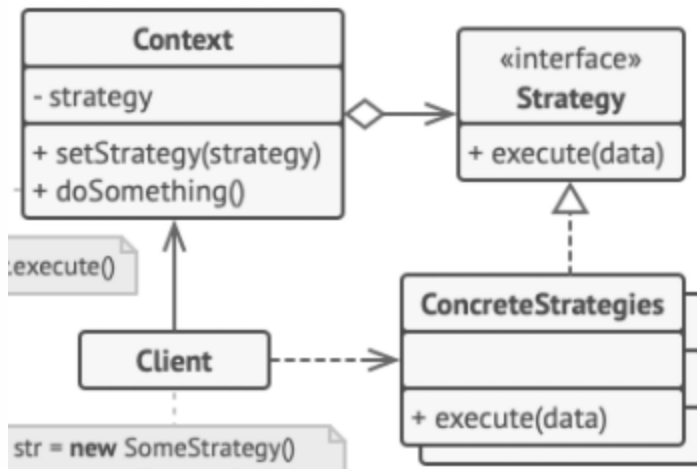 Context
- strategy
+ setStrategy(strategy)
+ doSomething()
«interface»
Strategy
+ execute(data)
.execute()
ConcreteStrategies
+ execute(data)
Client
str = new SomeStrategy()